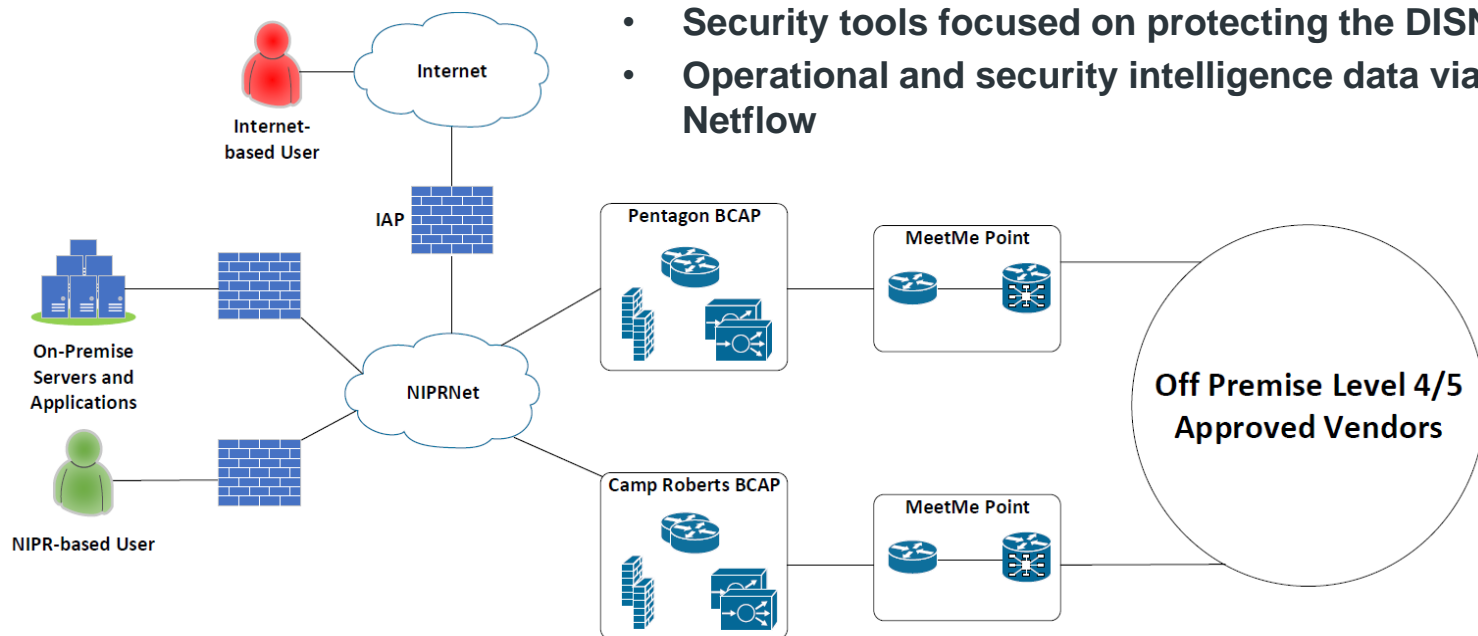 • Security tools focused on protecting the DISN
• Operational and security intelligence data via
Netflow
Internet
Internet-
based User
IAP
Pentagon BCAP
MeetMe Point
On-Premise
Servers and
Applications
NIPRNet
Off Premise Level 4/5
Approved Vendors
Camp Roberts BCAP
MeetMe Point
NIPR-based User